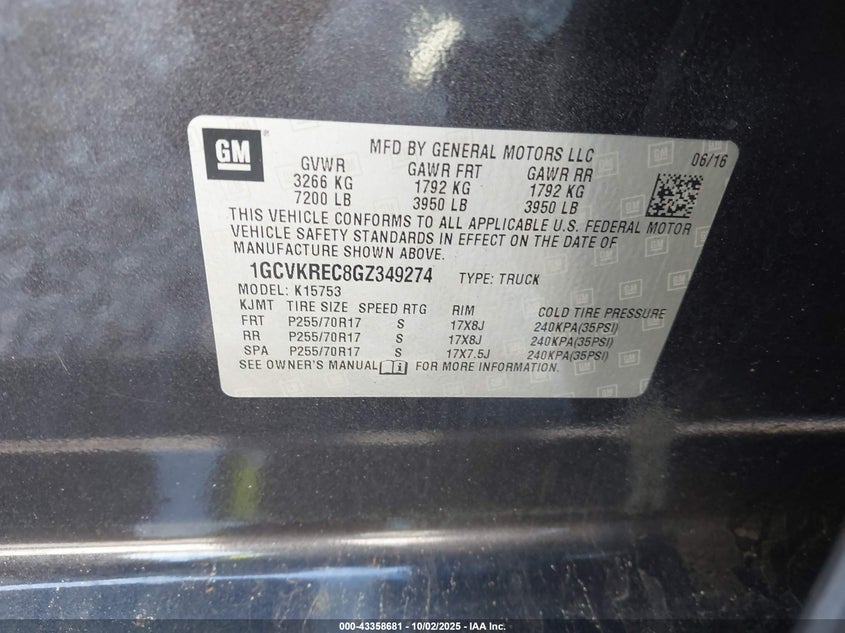 GM
MFD BY GENERAL MOTORS LLC
06/16
GVWR GAWR FRT GAWR RR
3266 KG 1792 KG 1792 KG
7200 LB 3950 LB 3950 LB
THIS VEHICLE CONFORMS TO ALL APPLICABLE U.S. FEDERAL MOTOR
VEHICLE SAFETY STANDARDS IN EFFECT ON THE DATE OF
MANUFACTURE SHOWN ABOVE.
1GCVKREC8GZ349274 TYPE: TRUCK
MODEL: K15753
KJMT TIRE SIZE SPEED RTG RIM COLD TIRE PRESSURE
FRT P255/70R17 S 17X8J 240KPA(35PSI)
RR P255/70R17 S 17X8J 240KPA(35PSI)
SPA P255/70R17 S 17X7.5J 240KPA(35PSI)
SEE OWNER'S MANUAL FOR MORE INFORMATION.
000-43358681 - 10/02/2025 - IAA Inc.